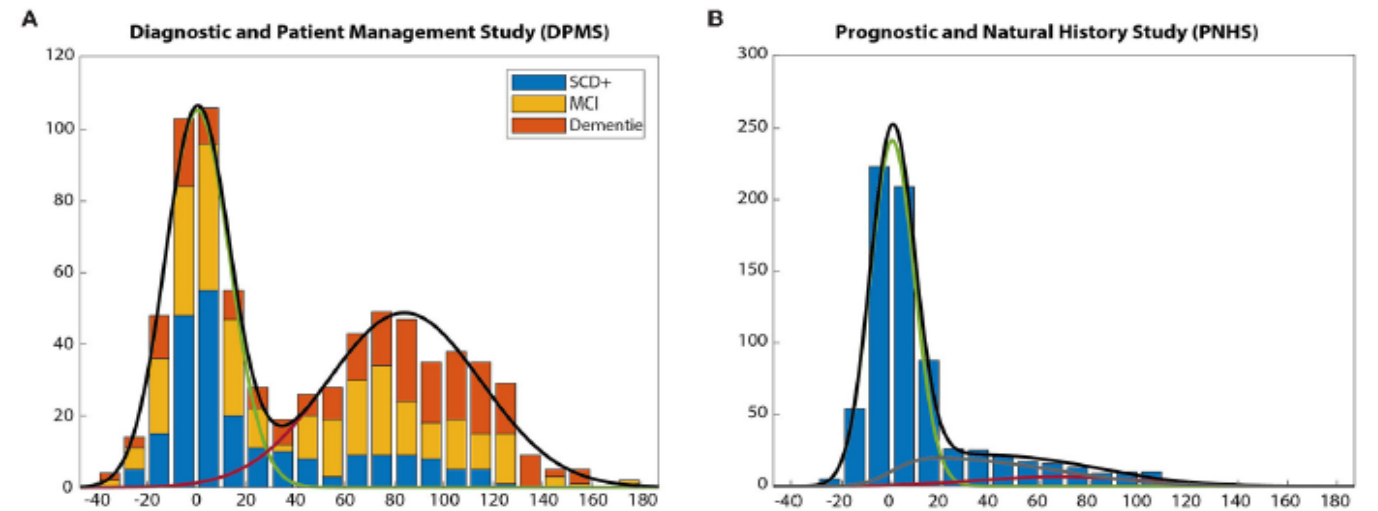 A
Diagnostic and Patient Management Study (DPMS)
120
100
80
60
40
20
0
-40 -20 0 20 40 60 80 100 120 140 160 180
SCD+
MCI
Dementie
B
Prognostic and Natural History Study (PNHS)
300
250
200
150
100
50
0
-40 -20 0 20 40 60 80 100 120 140 160 180